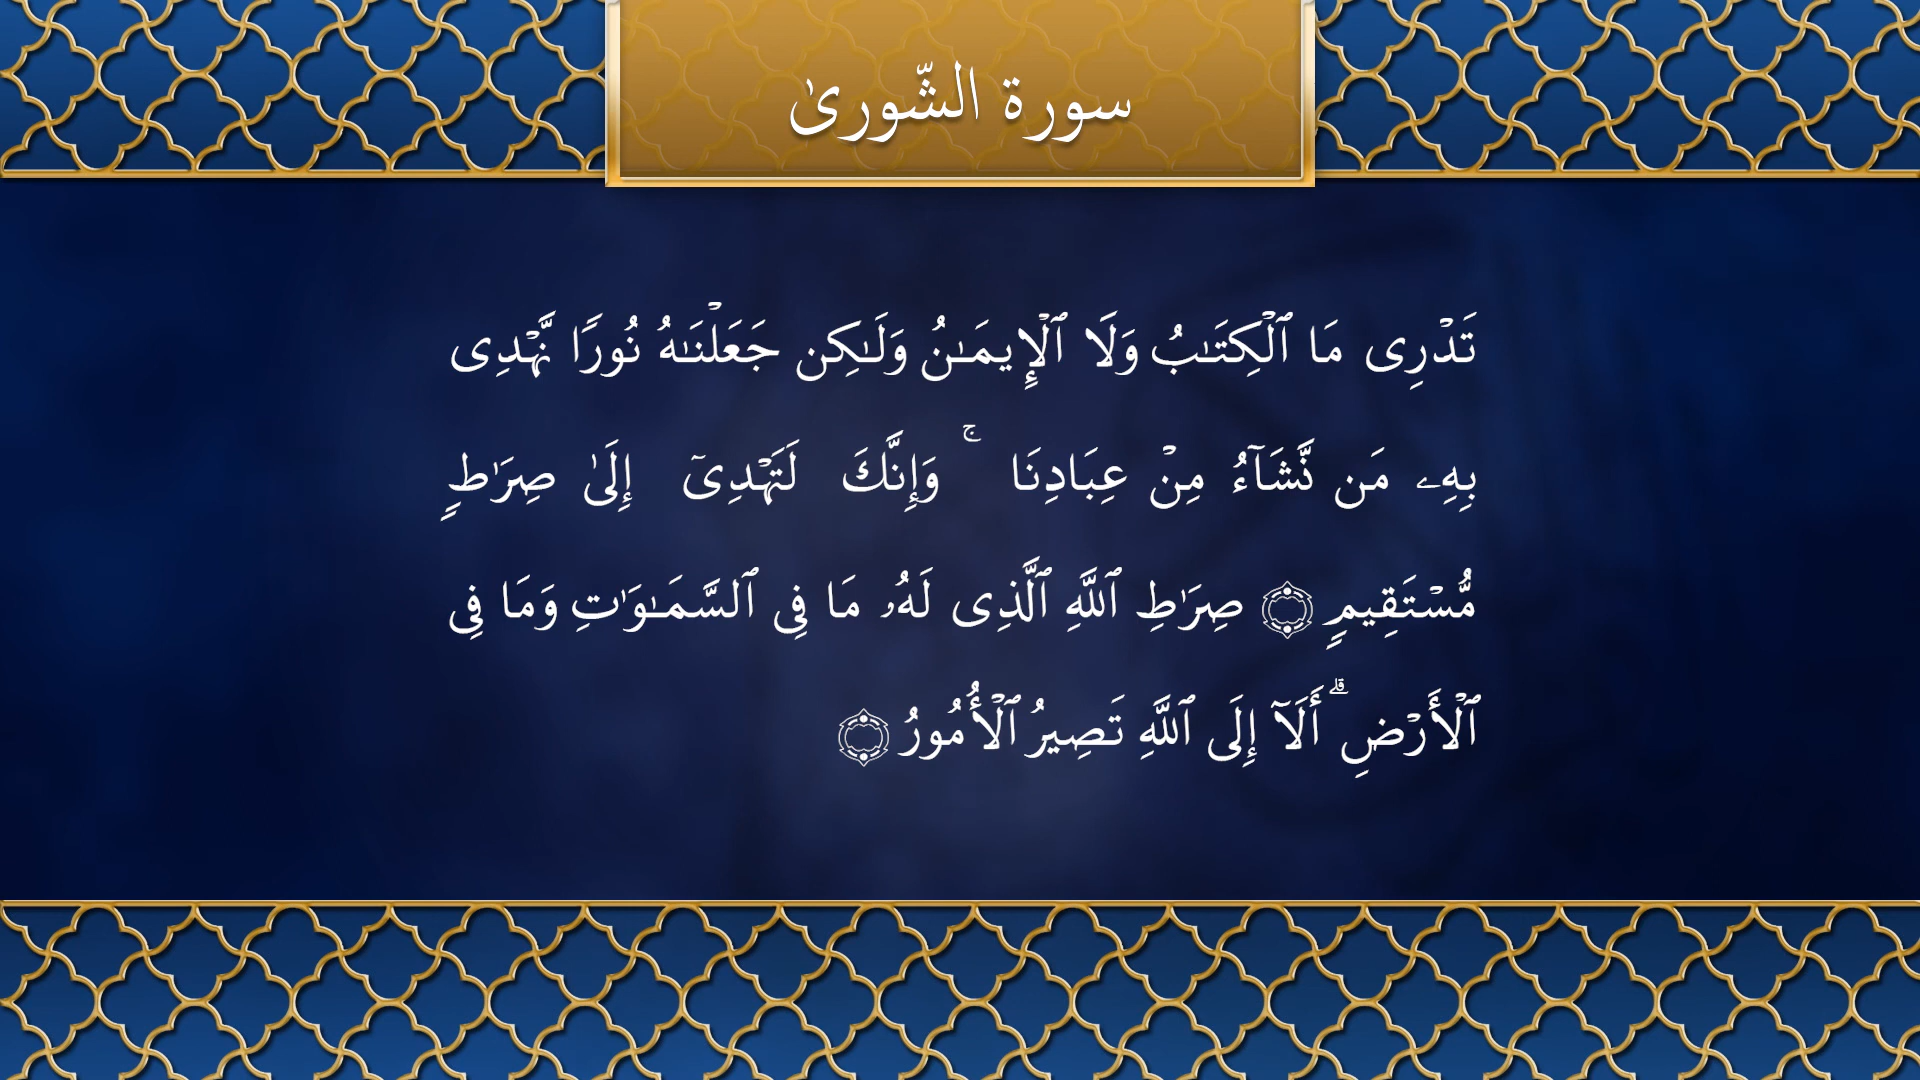 سورة الشّورىٰ
تَدْرِى مَا ٱلْكِتَـٰبُ وَلَا ٱلْإِيمَـٰنُ وَلَـٰكِن جَعَلْنَـٰهُ نُورًا نَّهْدِى
بِهِۦ مَن نَّشَآءُ مِنْ عِبَادِنَا ۚ وَإِنَّكَ لَتَهْدِىٓ إِلَىٰ صِرَٰطٍ
مُّسْتَقِيمٍ ۝ صِرَٰطِ ٱللَّهِ ٱلَّذِى لَهُۥ مَا فِى ٱلسَّمَـٰوَٰتِ وَمَا فِى
ٱلْأَرْضِ ۗ أَلَآ إِلَى ٱللَّهِ تَصِيرُ ٱلْأُمُورُ ۝